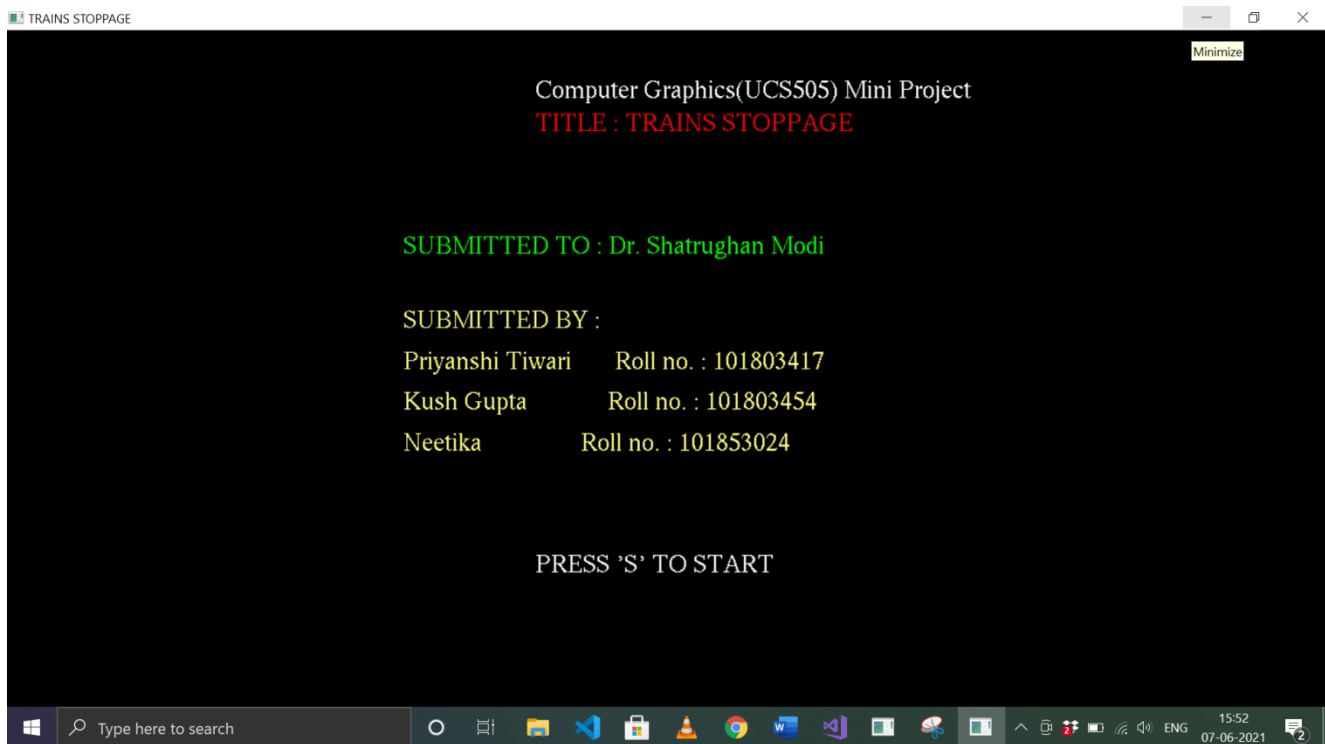 TRAINS STOPPAGE
Minimize
Computer Graphics(UCS505) Mini Project
TITLE : TRAINS STOPPAGE
SUBMITTED TO : Dr. Shatrughan Modi
SUBMITTED BY :
Priyanshi Tiwari Roll no. : 101803417
Kush Gupta Roll no. : 101803454
Neetika Roll no. : 101853024
PRESS 'S' TO START
Type here to search
W
2
ENG
15:52
07-06-2021
2